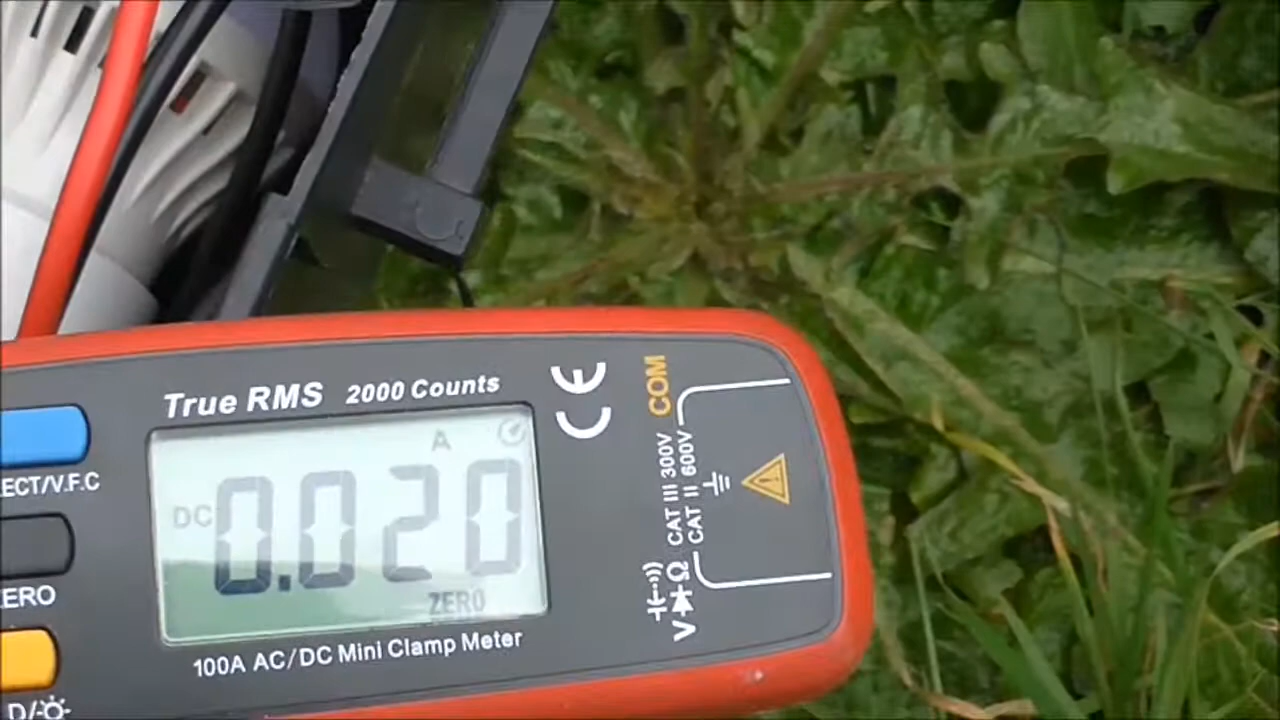 True RMS 2000 Counts
CE
COM
A
DC 0.020
ZERO
ECT/V.F.C
ERO
D/
CAT III 300V
CAT II 600V
VΩ
100A AC/DC Mini Clamp Meter